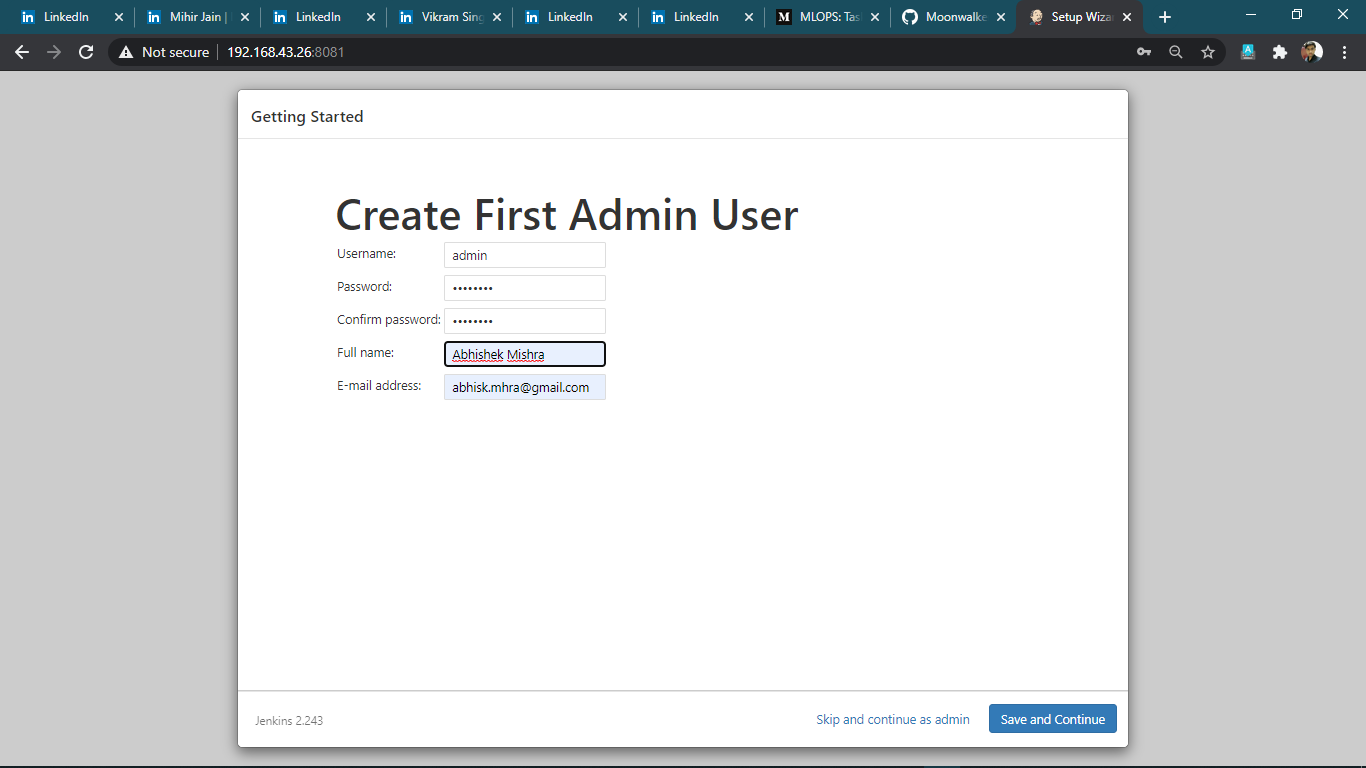 LinkedIn
Mihir Jain |
LinkedIn
Vikram Sing
LinkedIn
LinkedIn
MLOPS: Tas
Moonwalke
Setup Wiza
Not secure 192.168.43.26:8081
Getting Started
Create First Admin User
Username: admin
Password: ••••••••
Confirm password: ••••••••
Full name: Abhishek Mishra
E-mail address: abhisk.mhra@gmail.com
Jenkins 2.243 Skip and continue as admin Save and Continue